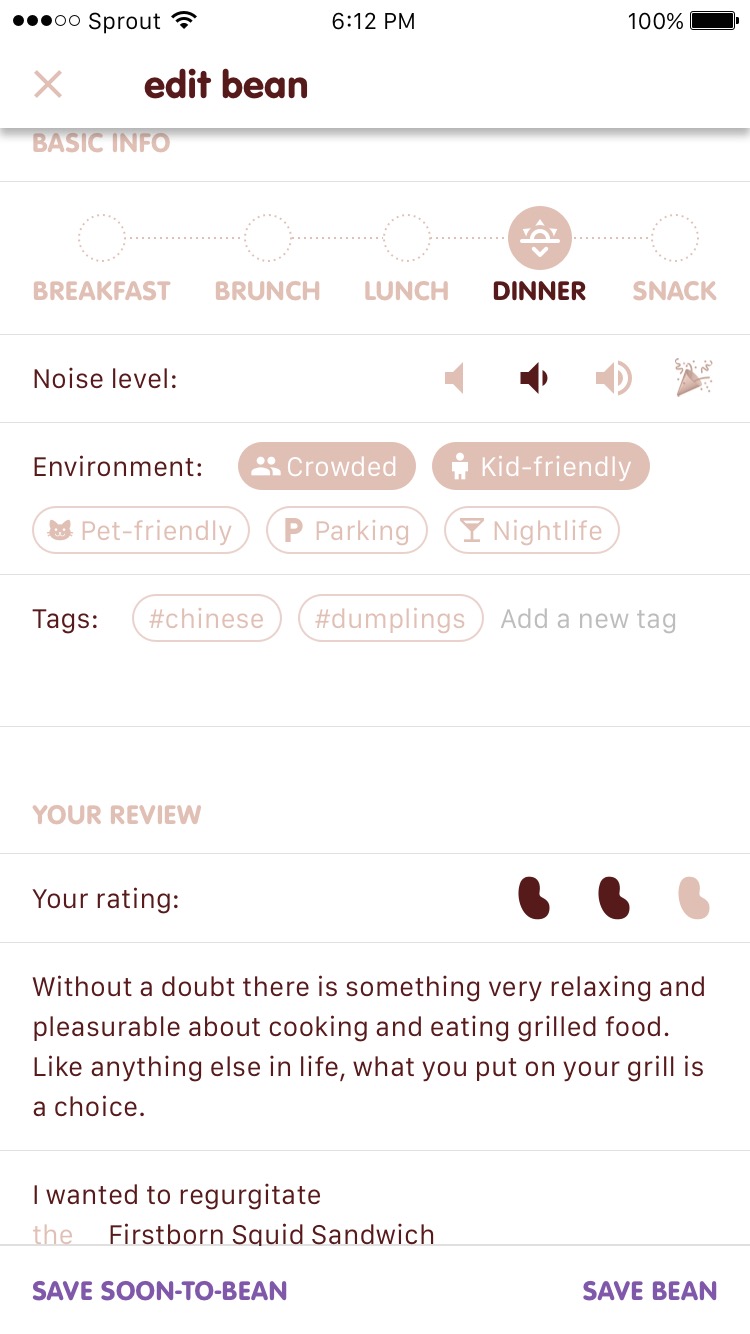 Sprout 6:12 PM 100%
edit bean
BASIC INFO
BREAKFAST BRUNCH LUNCH DINNER SNACK
Noise level:
Environment: Crowded Kid-friendly
Pet-friendly Parking Nightlife
Tags: #chinese #dumplings Add a new tag
YOUR REVIEW
Your rating:
Without a doubt there is something very relaxing and
pleasurable about cooking and eating grilled food.
Like anything else in life, what you put on your grill is
a choice.
I wanted to regurgitate
the Firstborn Squid Sandwich
SAVE SOON-TO-BEAN SAVE BEAN